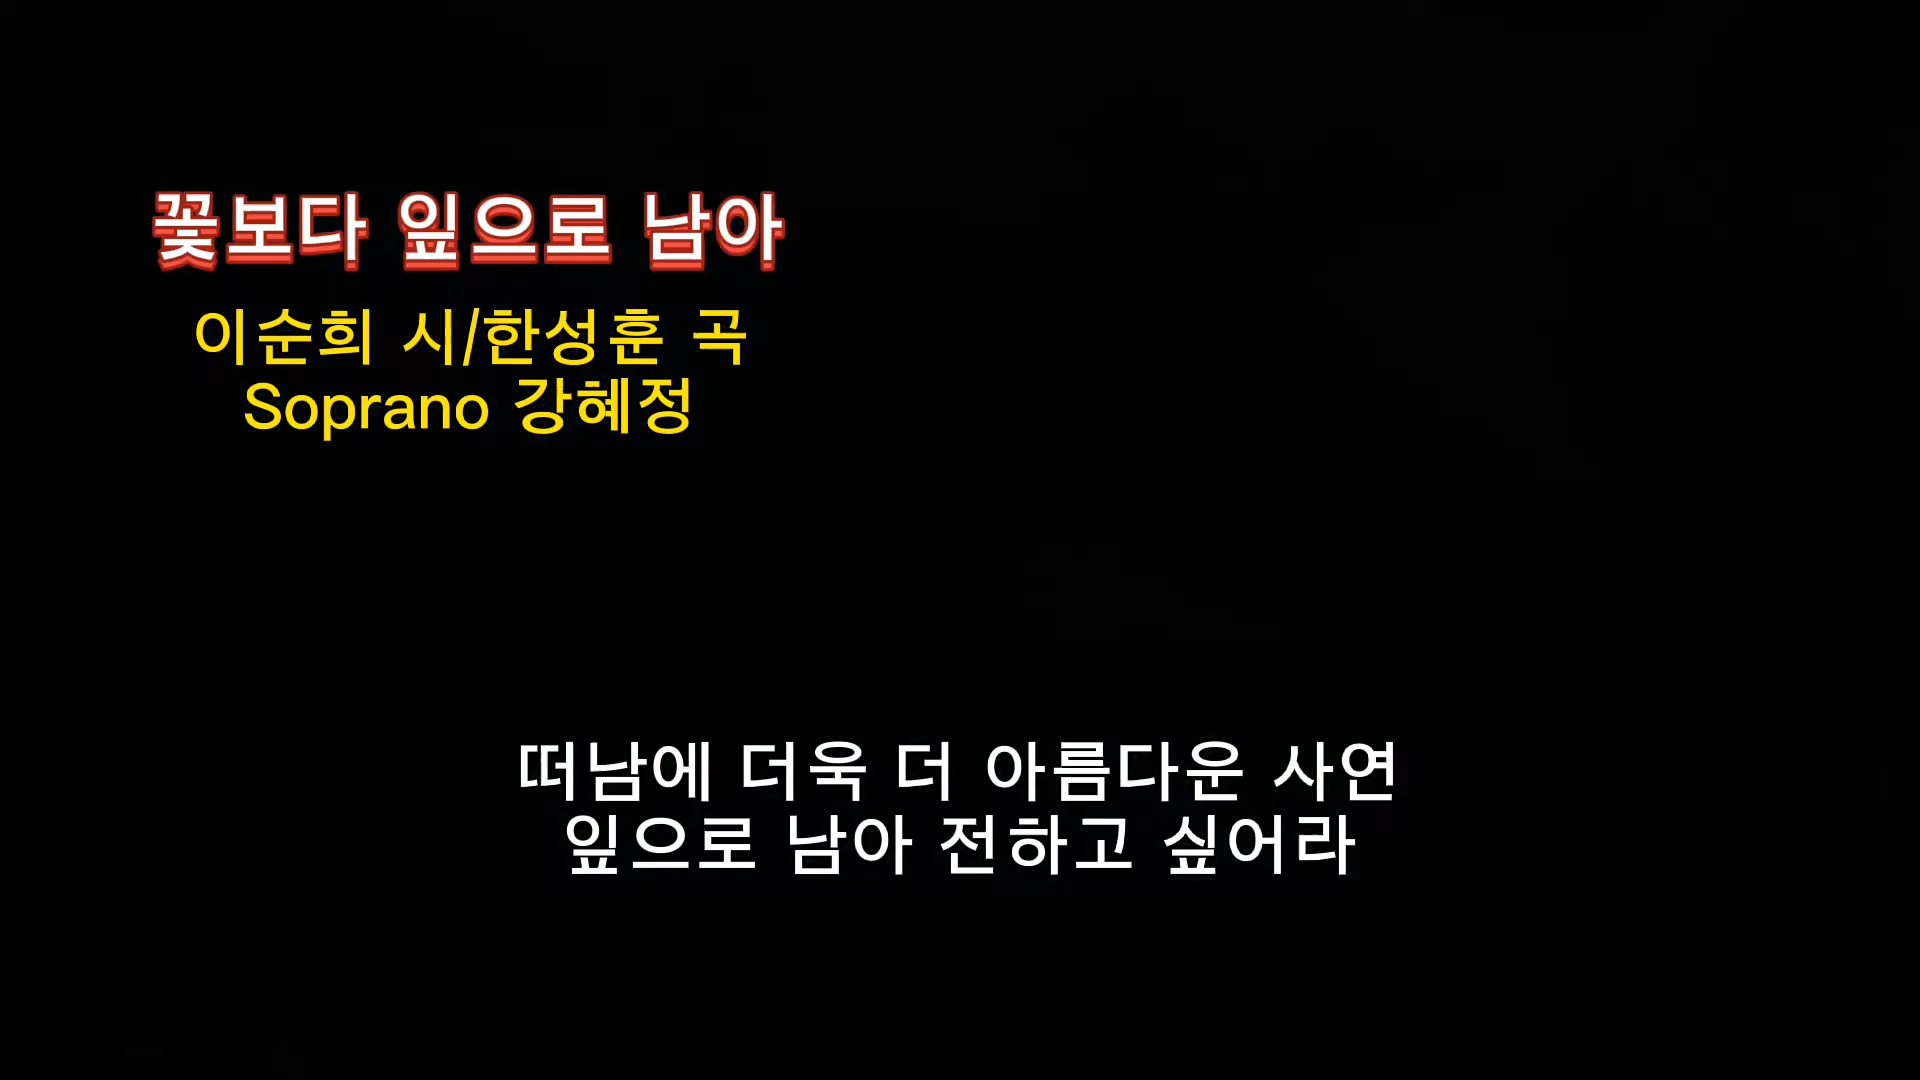 꽃보다 잎으로 남아
이순희 시/한성훈 곡
Soprano 강혜정
떠남에 더욱 더 아름다운 사연
잎으로 남아 전하고 싶어라